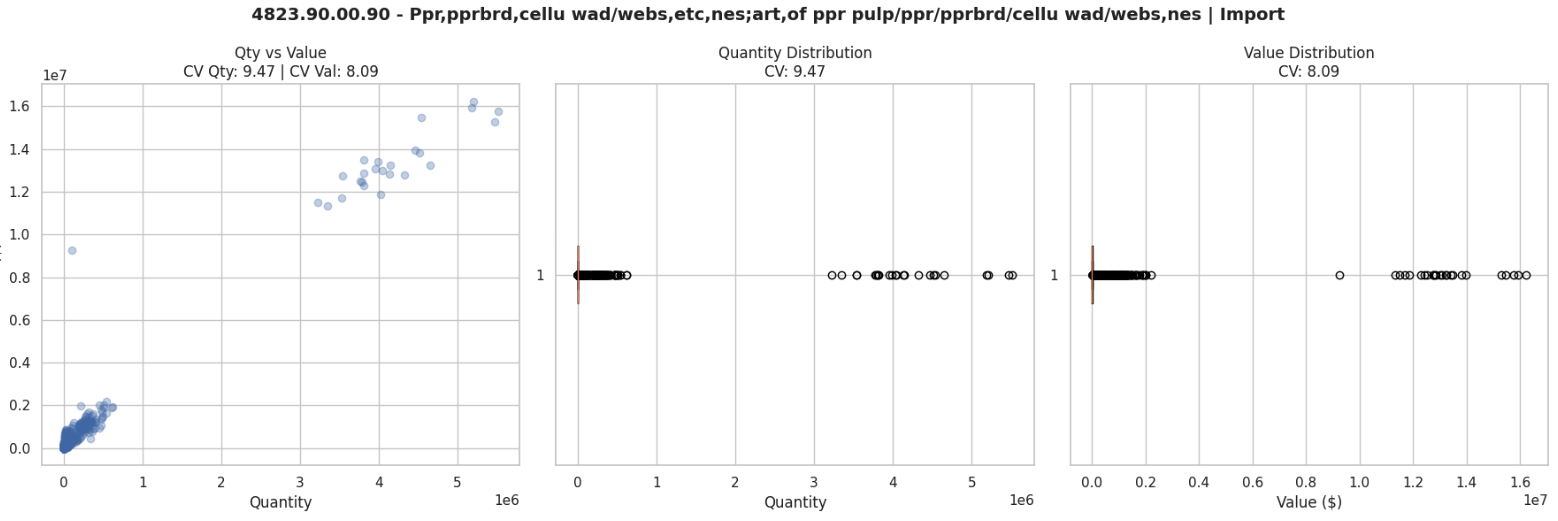 4823.90.00.90 - Ppr,pprbrd,cellu wad/webs,etc,nes;art,of ppr pulp/ppr/pprbrd/cellu wad/webs,nes | Import
Qty vs Value
CV Qty: 9.47 | CV Val: 8.09
1e7
1.6
1.4
1.2
1.0
0.8
0.6
0.4
0.2
0.0
0 1 2 3 4 5
1e6
Quantity
Quantity Distribution
CV: 9.47
1
0 1 2 3 4 5
1e6
Quantity
Value Distribution
CV: 8.09
1
0.0 0.2 0.4 0.6 0.8 1.0 1.2 1.4 1.6
1e7
Value ($)